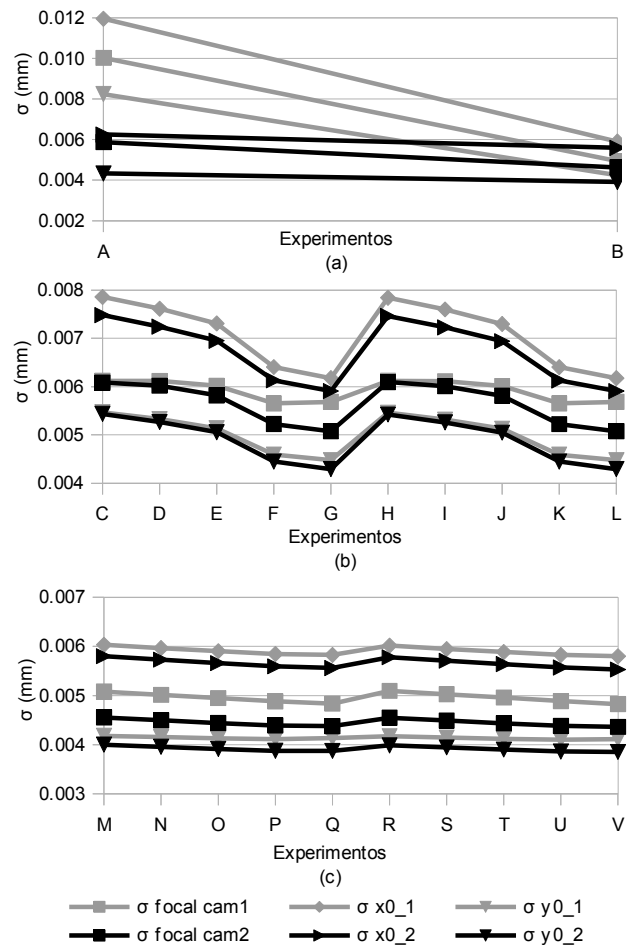 σ (mm)
0.012
0.010
0.008
0.006
0.004
0.002
A Experimentos B
(a)
σ (mm)
0.008
0.007
0.006
0.005
0.004
C D E F G H I J K L
Experimentos
(b)
σ (mm)
0.007
0.006
0.005
0.004
0.003
M N O P Q R S T U V
Experimentos
(c)
σ focal cam1 σ x0_1 σ y0_1
σ focal cam2 σ x0_2 σ y0_2